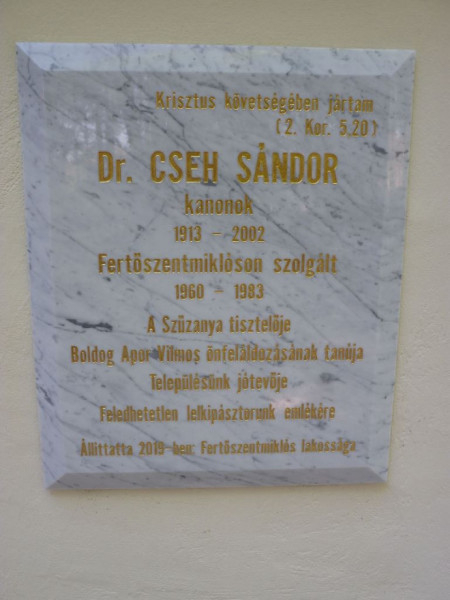 Krisztus követségében jártam
( 2. Kor. 5,20 )
Dr. CSEH SÁNDOR
kanonok
1913 - 2002
Fertőszentmiklóson szolgált
1960 - 1983
A Szűzanya tisztelője
Boldog Apor Vilmos önfeláldozásának tanúja
Településünk jótevője
Feledhetetlen lelkipásztorunk emlékére
Állíttatta 2019-ben: Fertőszentmiklós lakossága